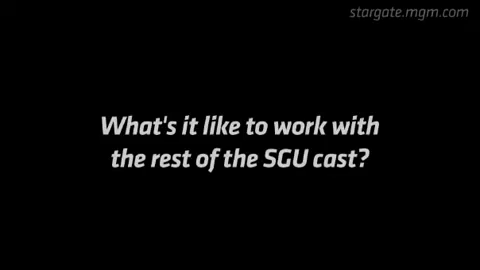 stargate.mgm.com
What's it like to work with
the rest of the SGU cast?